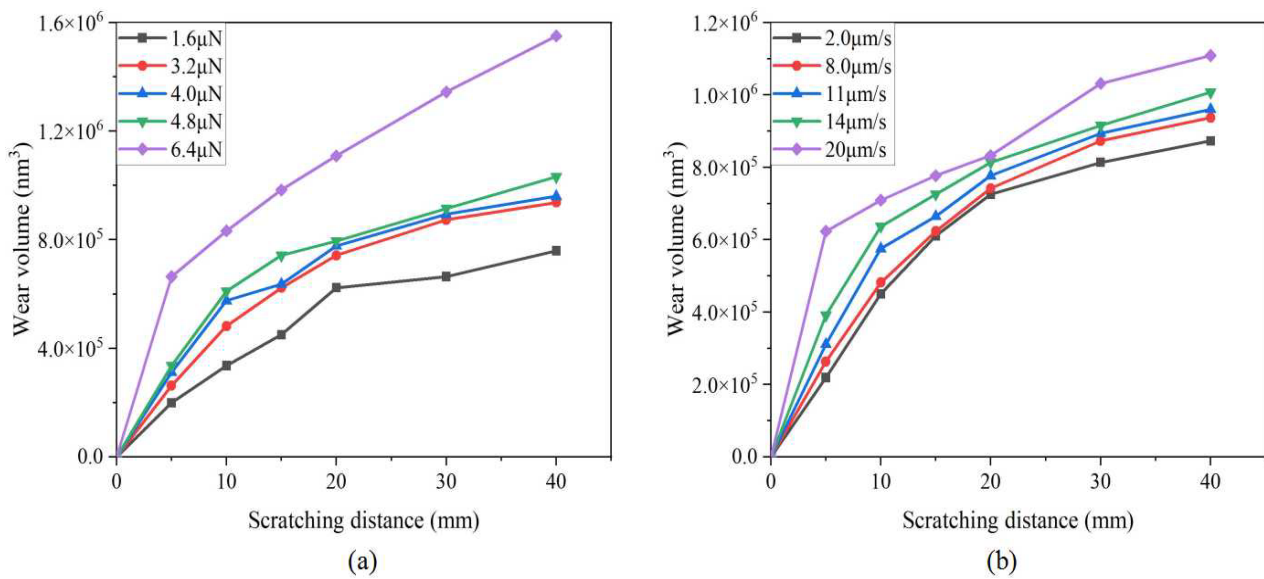 1.6×10⁶
1.2×10⁶
8.0×10⁵
4.0×10⁵
0.0
Wear volume (nm³)
1.6μN
3.2μN
4.0μN
4.8μN
6.4μN
0 10 20 30 40
Scratching distance (mm)
(a)
1.2×10⁶
1.0×10⁶
8.0×10⁵
6.0×10⁵
4.0×10⁵
2.0×10⁵
0.0
Wear volume (nm³)
2.0μm/s
8.0μm/s
11μm/s
14μm/s
20μm/s
0 10 20 30 40
Scratching distance (mm)
(b)